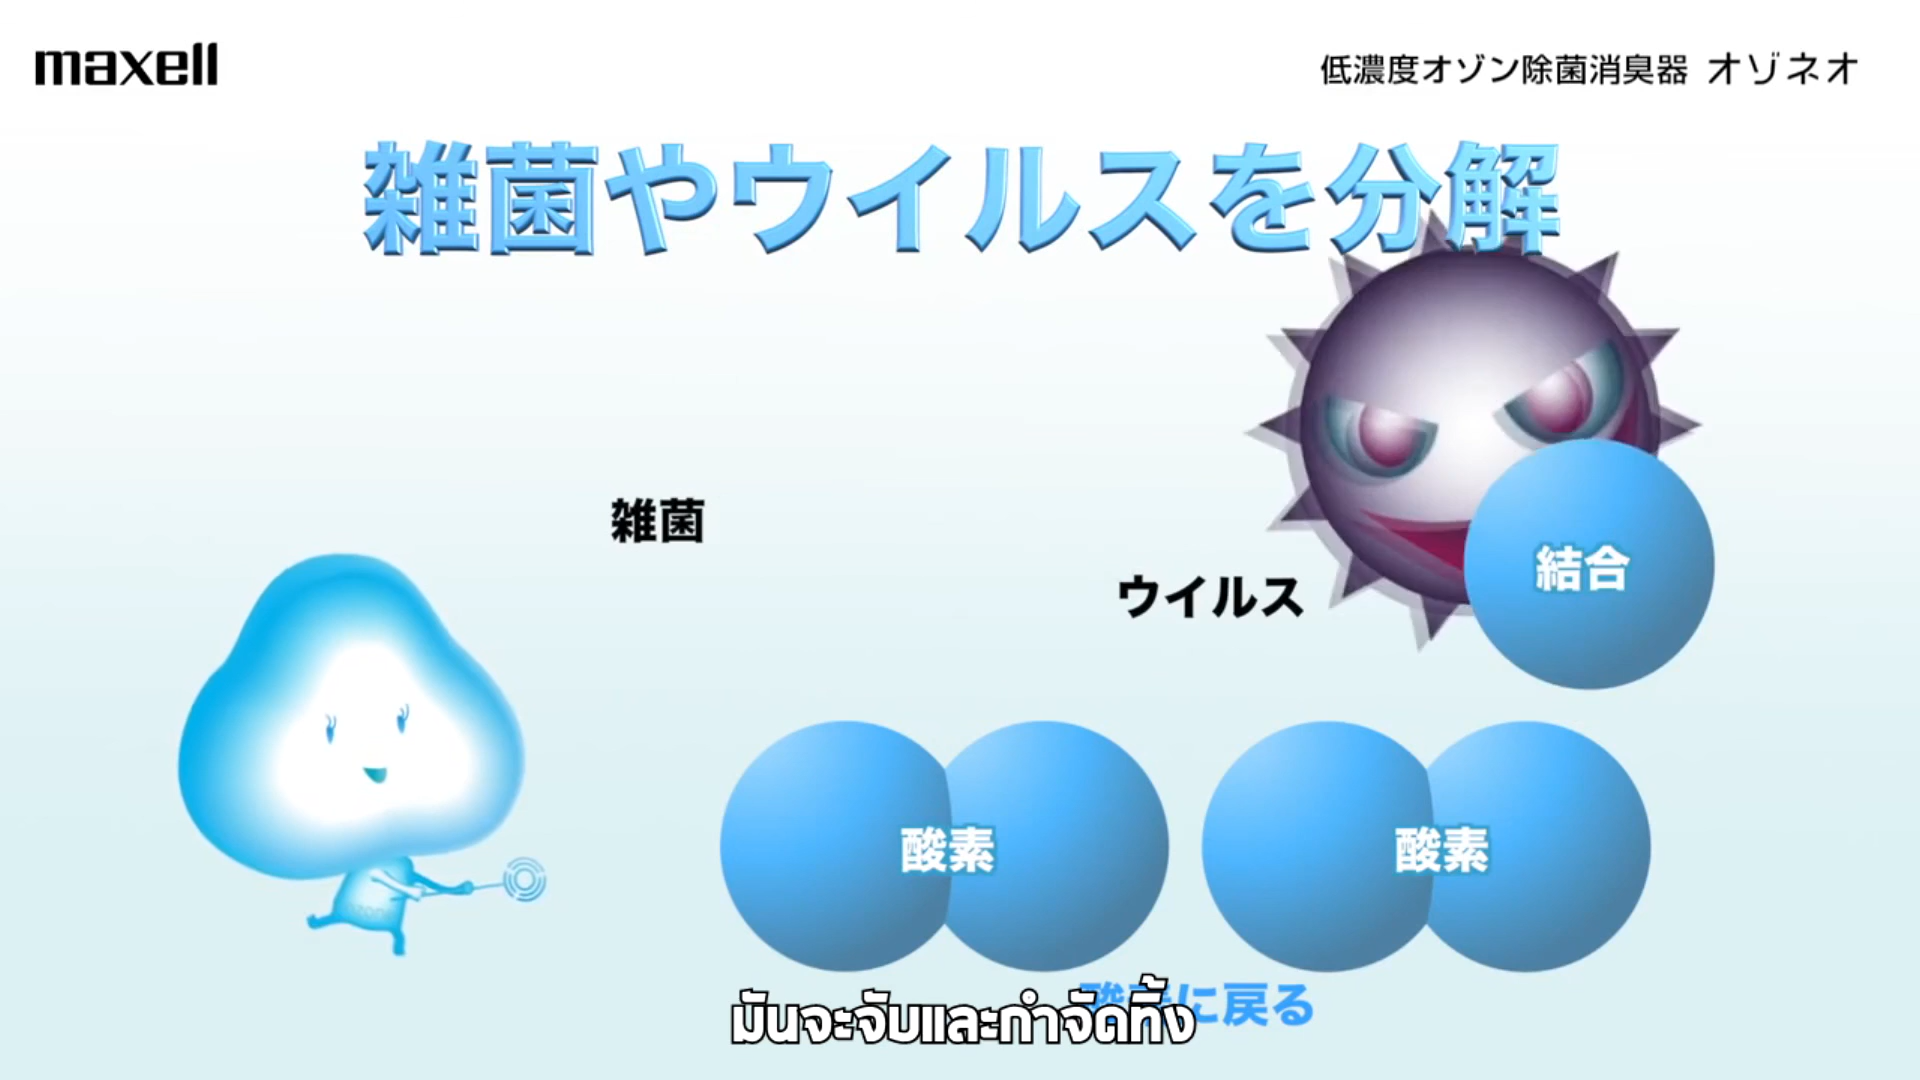 maxell
低濃度オゾン除菌消臭器 オゾネオ
雑菌やウイルスを分解
雑菌
結合
ウイルス
酸素 酸素
に戻る
มันจะจับและกำจัดทิ้ง